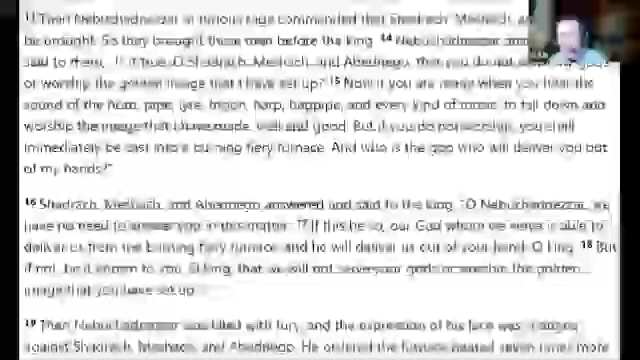 13 Then Nebuchadnezzar in furious rage commanded that Shadrach, Meshach, and
be brought. So they brought these men before the king. 14 Nebuchadnezzar
said to them, "Is it true, O Shadrach, Meshach, and Abednego, that you do not
or worship the golden image that I have set up? 15 Now if you are ready when you hear the
sound of the horn, pipe, lyre, trigon, harp, bagpipe, and every kind of music, to fall down and
worship the image that I have made, well and good. But if you do not worship, you shall
immediately be cast into a burning fiery furnace. And who is the god who will deliver you out
of my hands?"
16 Shadrach, Meshach, and Abednego answered and said to the king, "O Nebuchadnezzar, we
have no need to answer you in this matter. 17 If this be so, our God whom we serve is able to
deliver us from the burning fiery furnace, and he will deliver us out of your hand, O king. 18 But
if not, be it known to you, O king, that we will not serve your gods or worship the golden
image that you have set up."
19 Then Nebuchadnezzar was filled with fury, and the expression of his face was changed
against Shadrach, Meshach, and Abednego. He ordered the furnace heated seven times more